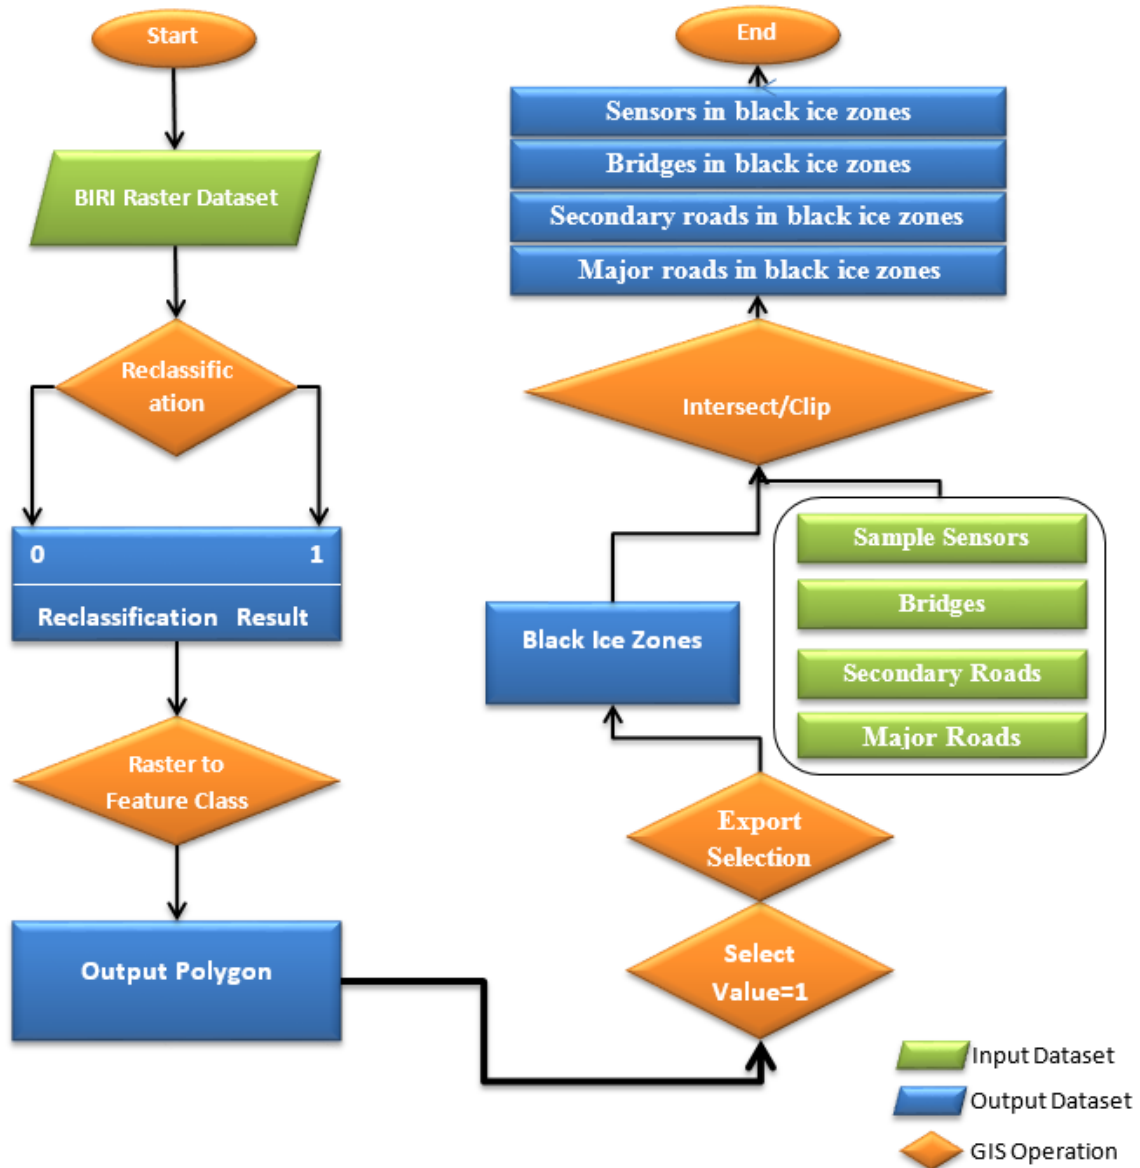 Start
BIRI Raster Dataset
Reclassific
ation
0 1
Reclassification Result
Raster to
Feature Class
Output Polygon
Select
Value=1
Export
Selection
Black Ice Zones
Sample Sensors
Bridges
Secondary Roads
Major Roads
Intersect/Clip
Major roads in black ice zones
Secondary roads in black ice zones
Bridges in black ice zones
Sensors in black ice zones
End
Input Dataset
Output Dataset
GIS Operation